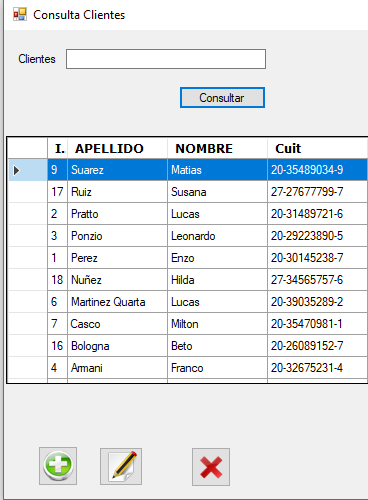 Consulta Clientes
Clientes
Consultar
I. APELLIDO NOMBRE Cuit
9 Suarez Matias 20-35489034-9
17 Ruiz Susana 27-27677799-7
2 Pratto Lucas 20-31489721-6
3 Ponzio Leonardo 20-29223890-5
1 Perez Enzo 20-30145238-7
18 Nuñez Hilda 27-34565757-6
6 Martinez Quarta Lucas 20-39035289-2
7 Casco Milton 20-35470981-1
16 Bologna Beto 20-26089152-7
4 Armani Franco 20-32675231-4